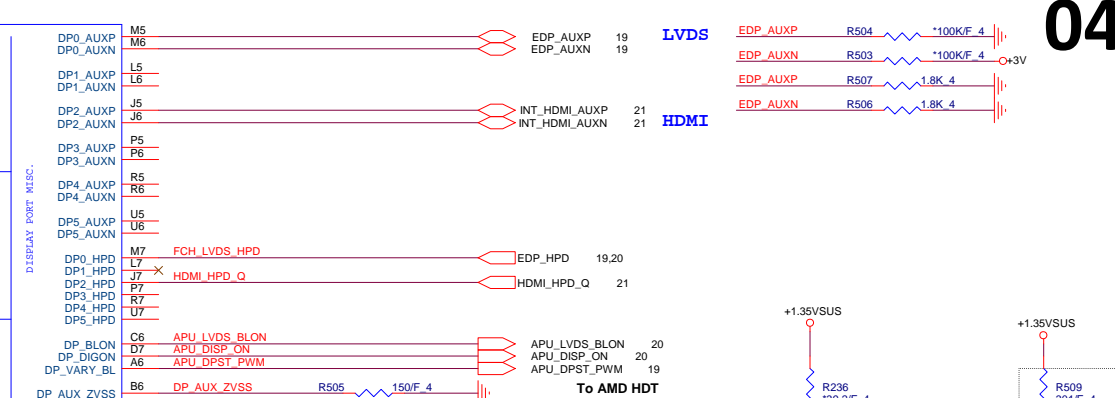 04
DISPLAY PORT MISC.
DP0_AUXP M5 EDP_AUXP 19
DP0_AUXN M6 EDP_AUXN 19
LVDS
DP1_AUXP L5
DP1_AUXN L6
DP2_AUXP J5 INT_HDMI_AUXP 21
DP2_AUXN J6 INT_HDMI_AUXN 21
HDMI
DP3_AUXP P5
DP3_AUXN P6
DP4_AUXP R5
DP4_AUXN R6
DP5_AUXP U5
DP5_AUXN U6
DP0_HPD M7 FCH_LVDS_HPD EDP_HPD 19,20
DP1_HPD L7
DP2_HPD J7 HDMI_HPD_Q HDMI_HPD_Q 21
DP3_HPD P7
DP4_HPD R7
DP5_HPD U7
DP_BLON C6 APU_LVDS_BLON APU_LVDS_BLON 20
DP_DIGON D7 APU_DISP_ON APU_DISP_ON 20
DP_VARY_BL A6 APU_DPST_PWM APU_DPST_PWM 19
DP_AUX_ZVSS B6 DP_AUX_ZVSS R505 150/F_4
To AMD HDT
EDP_AUXP R504 *100K/F_4
EDP_AUXN R503 *100K/F_4 +3V
EDP_AUXP R507 1.8K_4
EDP_AUXN R506 1.8K_4
+1.35VSUS
R236
+1.35VSUS
R509